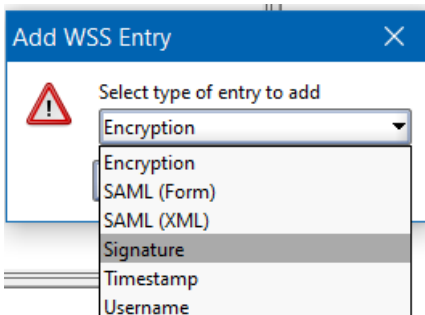 Add WSS Entry
Select type of entry to add
Encryption
Encryption
SAML (Form)
SAML (XML)
Signature
Timestamp
Username